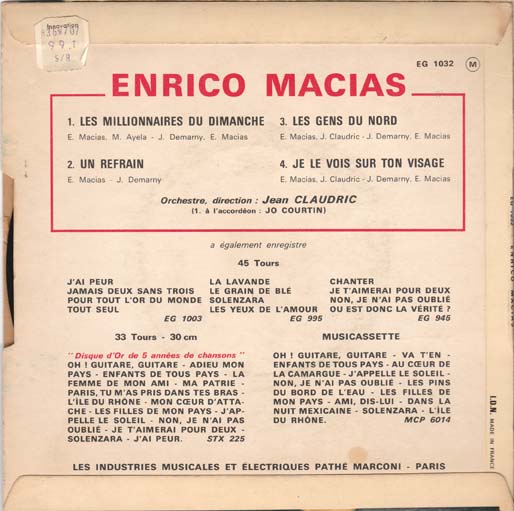 Innovation
99.1
S/B
EG 1032 M
ENRICO MACIAS
1. LES MILLIONNAIRES DU DIMANCHE
E. Macias, M. Ayela - J. Demarny, E. Macias
2. UN REFRAIN
E. Macias - J. Demarny
3. LES GENS DU NORD
E. Macias, J. Claudric - J. Demarny, E. Macias
4. JE LE VOIS SUR TON VISAGE
E. Macias, J. Claudric - J. Demarny, E. Macias
Orchestre, direction : Jean CLAUDRIC
(1. à l'accordéon : JO COURTIN)
a également enregistre
45 Tours
J'AI PEUR
JAMAIS DEUX SANS TROIS
POUR TOUT L'OR DU MONDE
TOUT SEUL
EG 1003
LA LAVANDE
LE GRAIN DE BLÉ
SOLENZARA
LES YEUX DE L'AMOUR
EG 995
CHANTER
JE T'AIMERAI POUR DEUX
NON, JE N'AI PAS OUBLIÉ
OU EST DONC LA VÉRITÉ ?
EG 945
33 Tours - 30 cm
"Disque d'Or de 5 années de chansons"
OH ! GUITARE, GUITARE - ADIEU MON
PAYS - ENFANTS DE TOUS PAYS - LA
FEMME DE MON AMI - MA PATRIE -
PARIS, TU M'AS PRIS DANS TES BRAS -
L'ÎLE DU RHÔNE - MON CŒUR D'ATTA-
CHE - LES FILLES DE MON PAYS - J'AP-
PELLE LE SOLEIL - NON, JE N'AI PAS
OUBLIÉ - JE T'AIMERAI POUR DEUX -
SOLENZARA - J'AI PEUR. STX 225
MUSICASSETTE
OH ! GUITARE, GUITARE - VA T'EN -
ENFANTS DE TOUS PAYS - AU CŒUR DE
LA CAMARGUE - J'APPELLE LE SOLEIL -
NON, JE N'AI PAS OUBLIÉ - LES PINS
DU BORD DE L'EAU - LES FILLES DE
MON PAYS - AMI, DIS-LUI - DANS LA
NUIT MEXICAINE - SOLENZARA - L'ÎLE
DU RHÔNE. MCP 6014
LES INDUSTRIES MUSICALES ET ÉLECTRIQUES PATHÉ MARCONI - PARIS
I.D.N. MADE IN FRANCE
ENRICO MACIAS